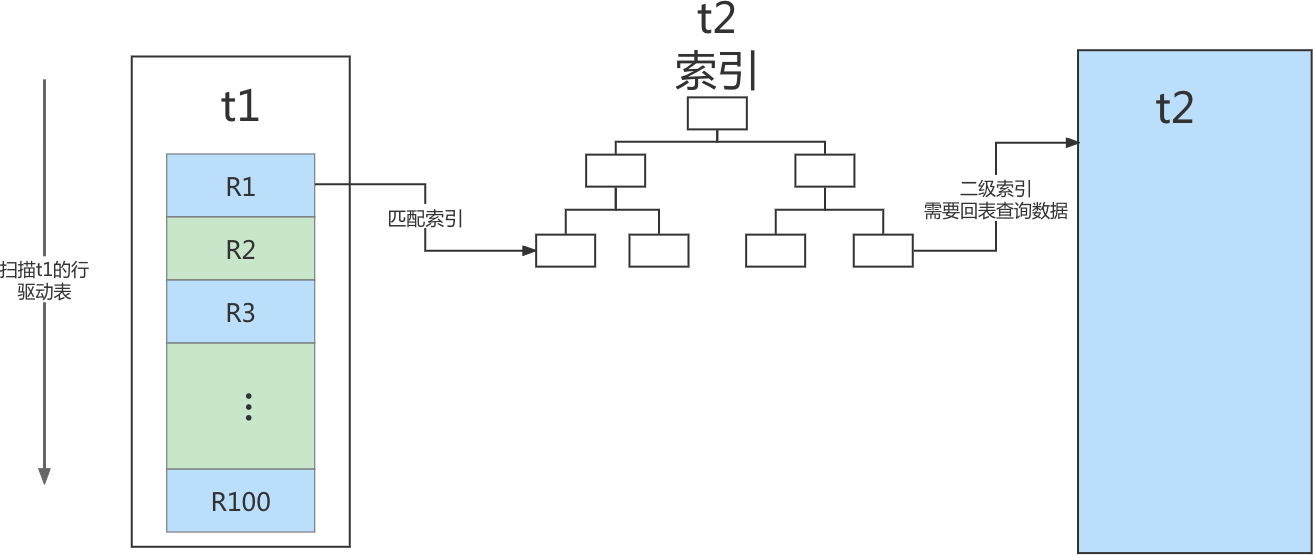 扫描t1的行
驱动表
t1
R1
R2
R3
R100
匹配索引
t2
索引
二级索引
需要回表查询数据
t2